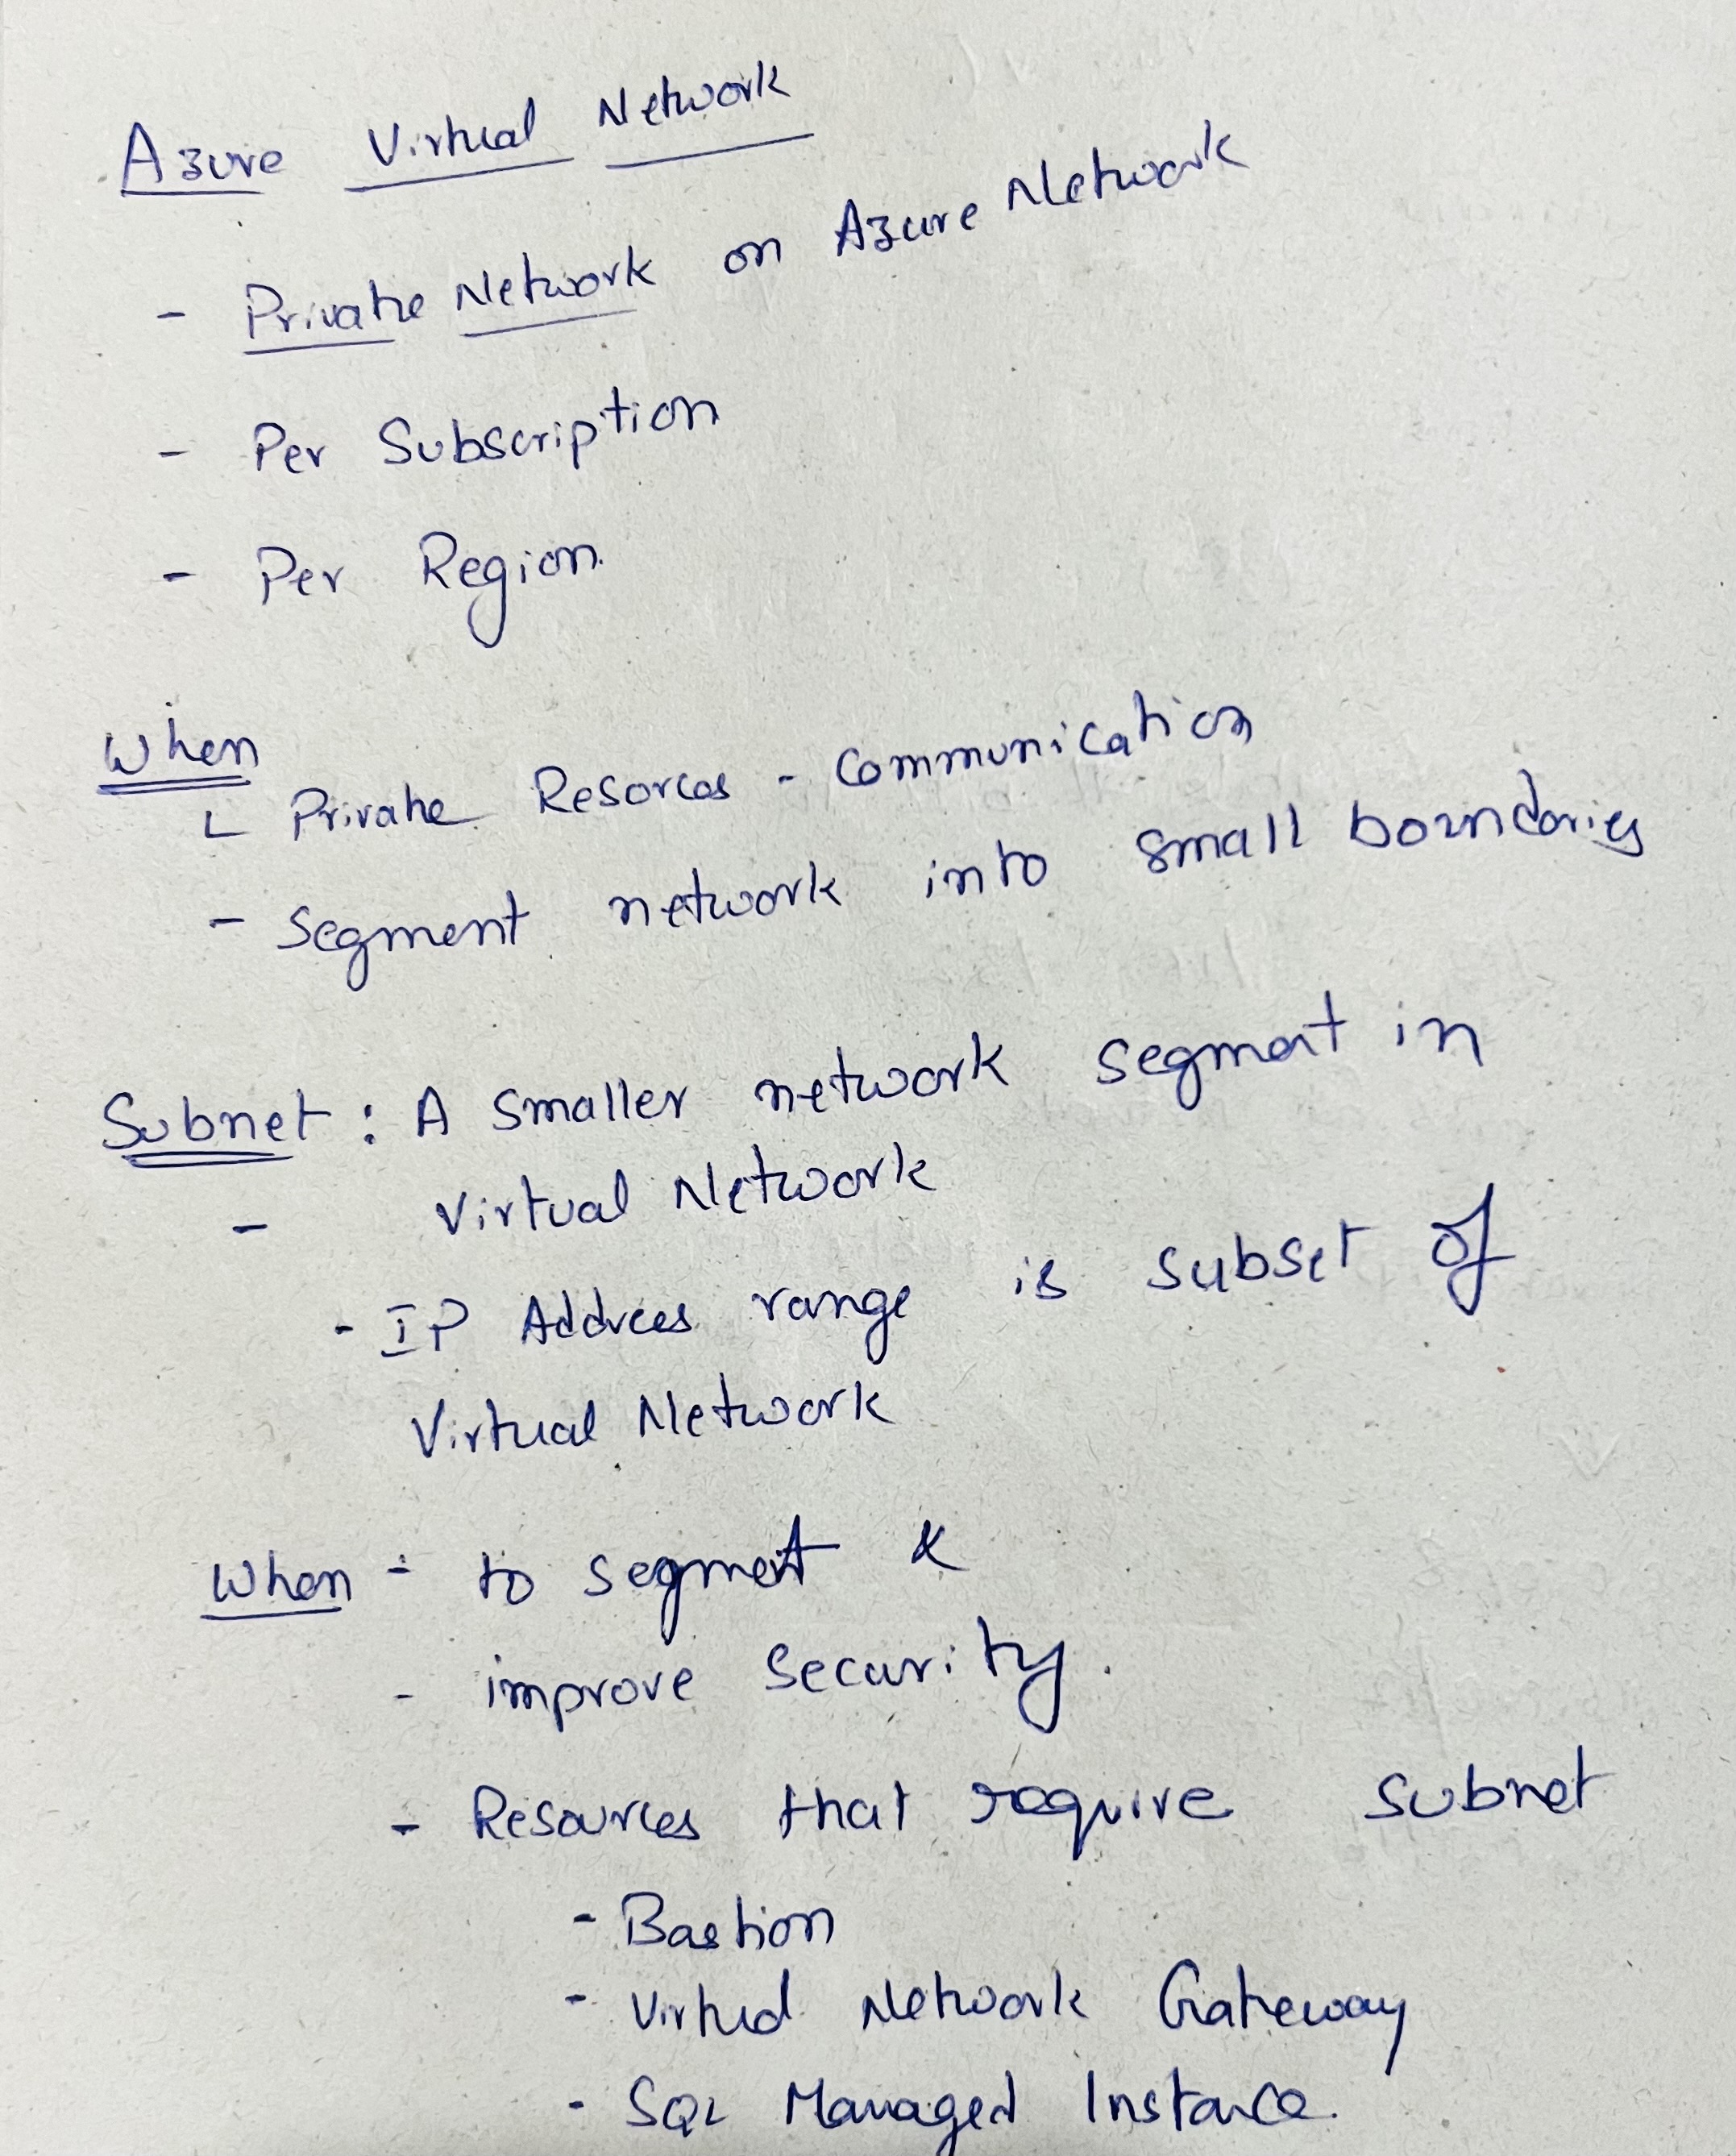 Azure Virtual Network
- Private Network on Azure Network
- Per Subscription
- Per Region.
When
L Private Resorces - Communication
- Segment network into small boundaries
Subnet : A smaller network segment in
- Virtual Network
- IP Address range is subset of
Virtual Network
When - to segment &
- improve security.
- Resources that require subnet
- Bastion
- Virtual Network Gateway
- SQL Managed Instance.